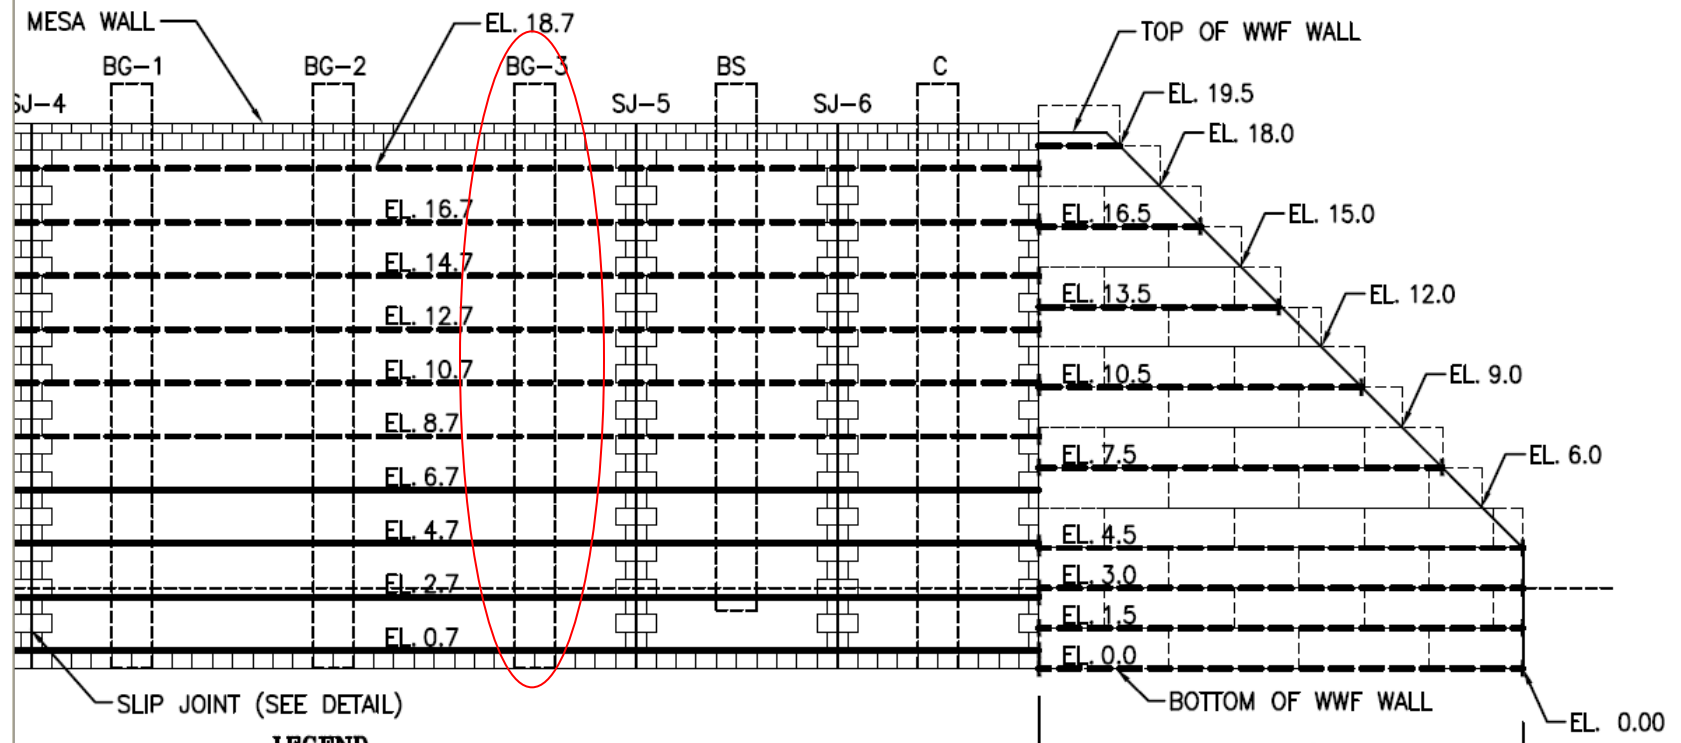 MESA WALL
EL. 18.7
TOP OF WWF WALL
BG-1
BG-2
BG-3
BS
C
SJ-4
SJ-5
SJ-6
EL. 19.5
EL. 18.0
EL. 16.7
EL. 16.5
EL. 15.0
EL. 14.7
EL. 13.5
EL. 12.0
EL. 12.7
EL. 10.7
EL. 10.5
EL. 9.0
EL. 8.7
EL. 7.5
EL. 6.0
EL. 6.7
EL. 4.7
EL. 4.5
EL. 2.7
EL. 3.0
EL. 1.5
EL. 0.7
EL. 0.0
SLIP JOINT (SEE DETAIL)
BOTTOM OF WWF WALL
EL. 0.00
LEGEND